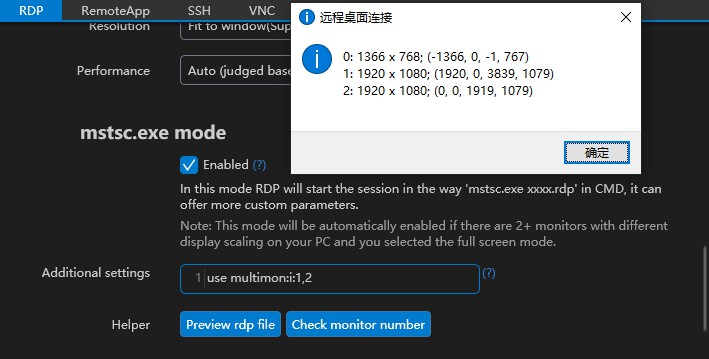 RDP RemoteApp SSH VNC
远程桌面连接
0: 1366 x 768; (-1366, 0, -1, 767)
1: 1920 x 1080; (1920, 0, 3839, 1079)
2: 1920 x 1080; (0, 0, 1919, 1079)
确定
Resolution Fit to window(Sup
Performance Auto (judged base
mstsc.exe mode
Enabled (?)
In this mode RDP will start the session in the way 'mstsc.exe xxxx.rdp' in CMD, it can
offer more custom parameters.
Note: This mode will be automatically enabled if there are 2+ monitors with different
display scaling on your PC and you selected the full screen mode.
Additional settings 1 use multimon:i:1,2 (?)
Helper Preview rdp file Check monitor number